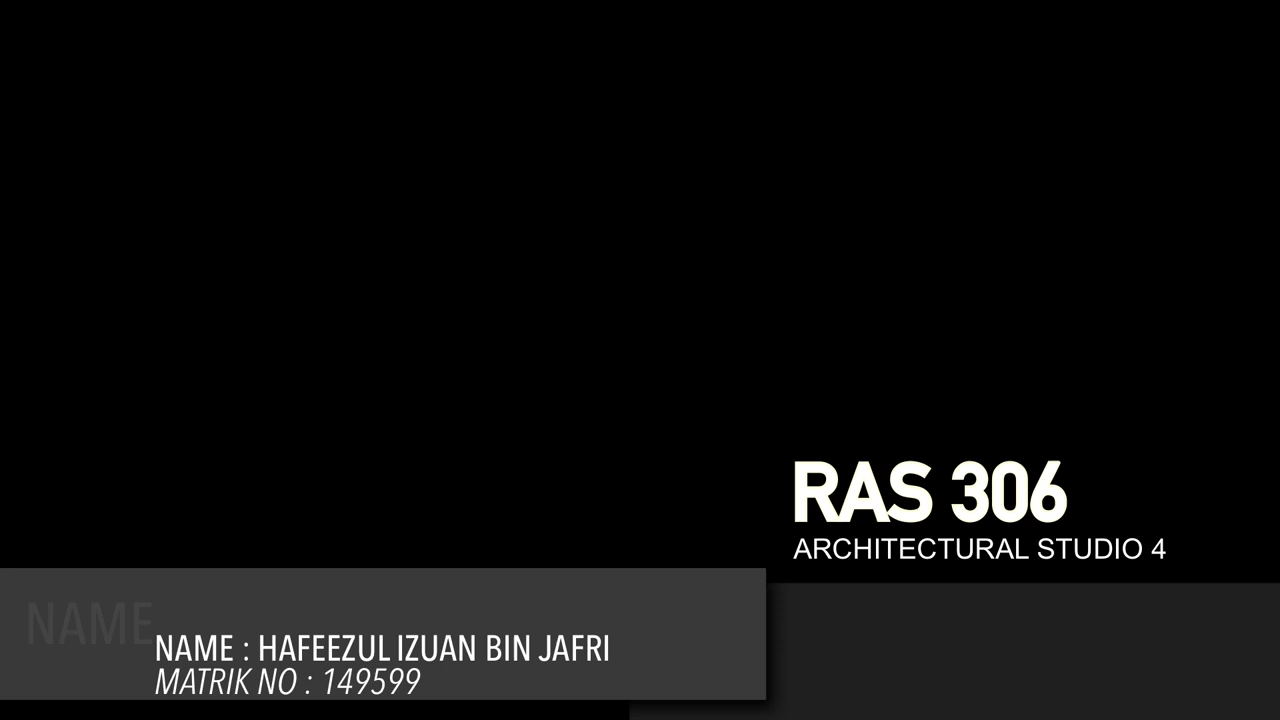 RAS 306
ARCHITECTURAL STUDIO 4
NAME
NAME : HAFEEZUL IZUAN BIN JAFRI
MATRIK NO : 149599